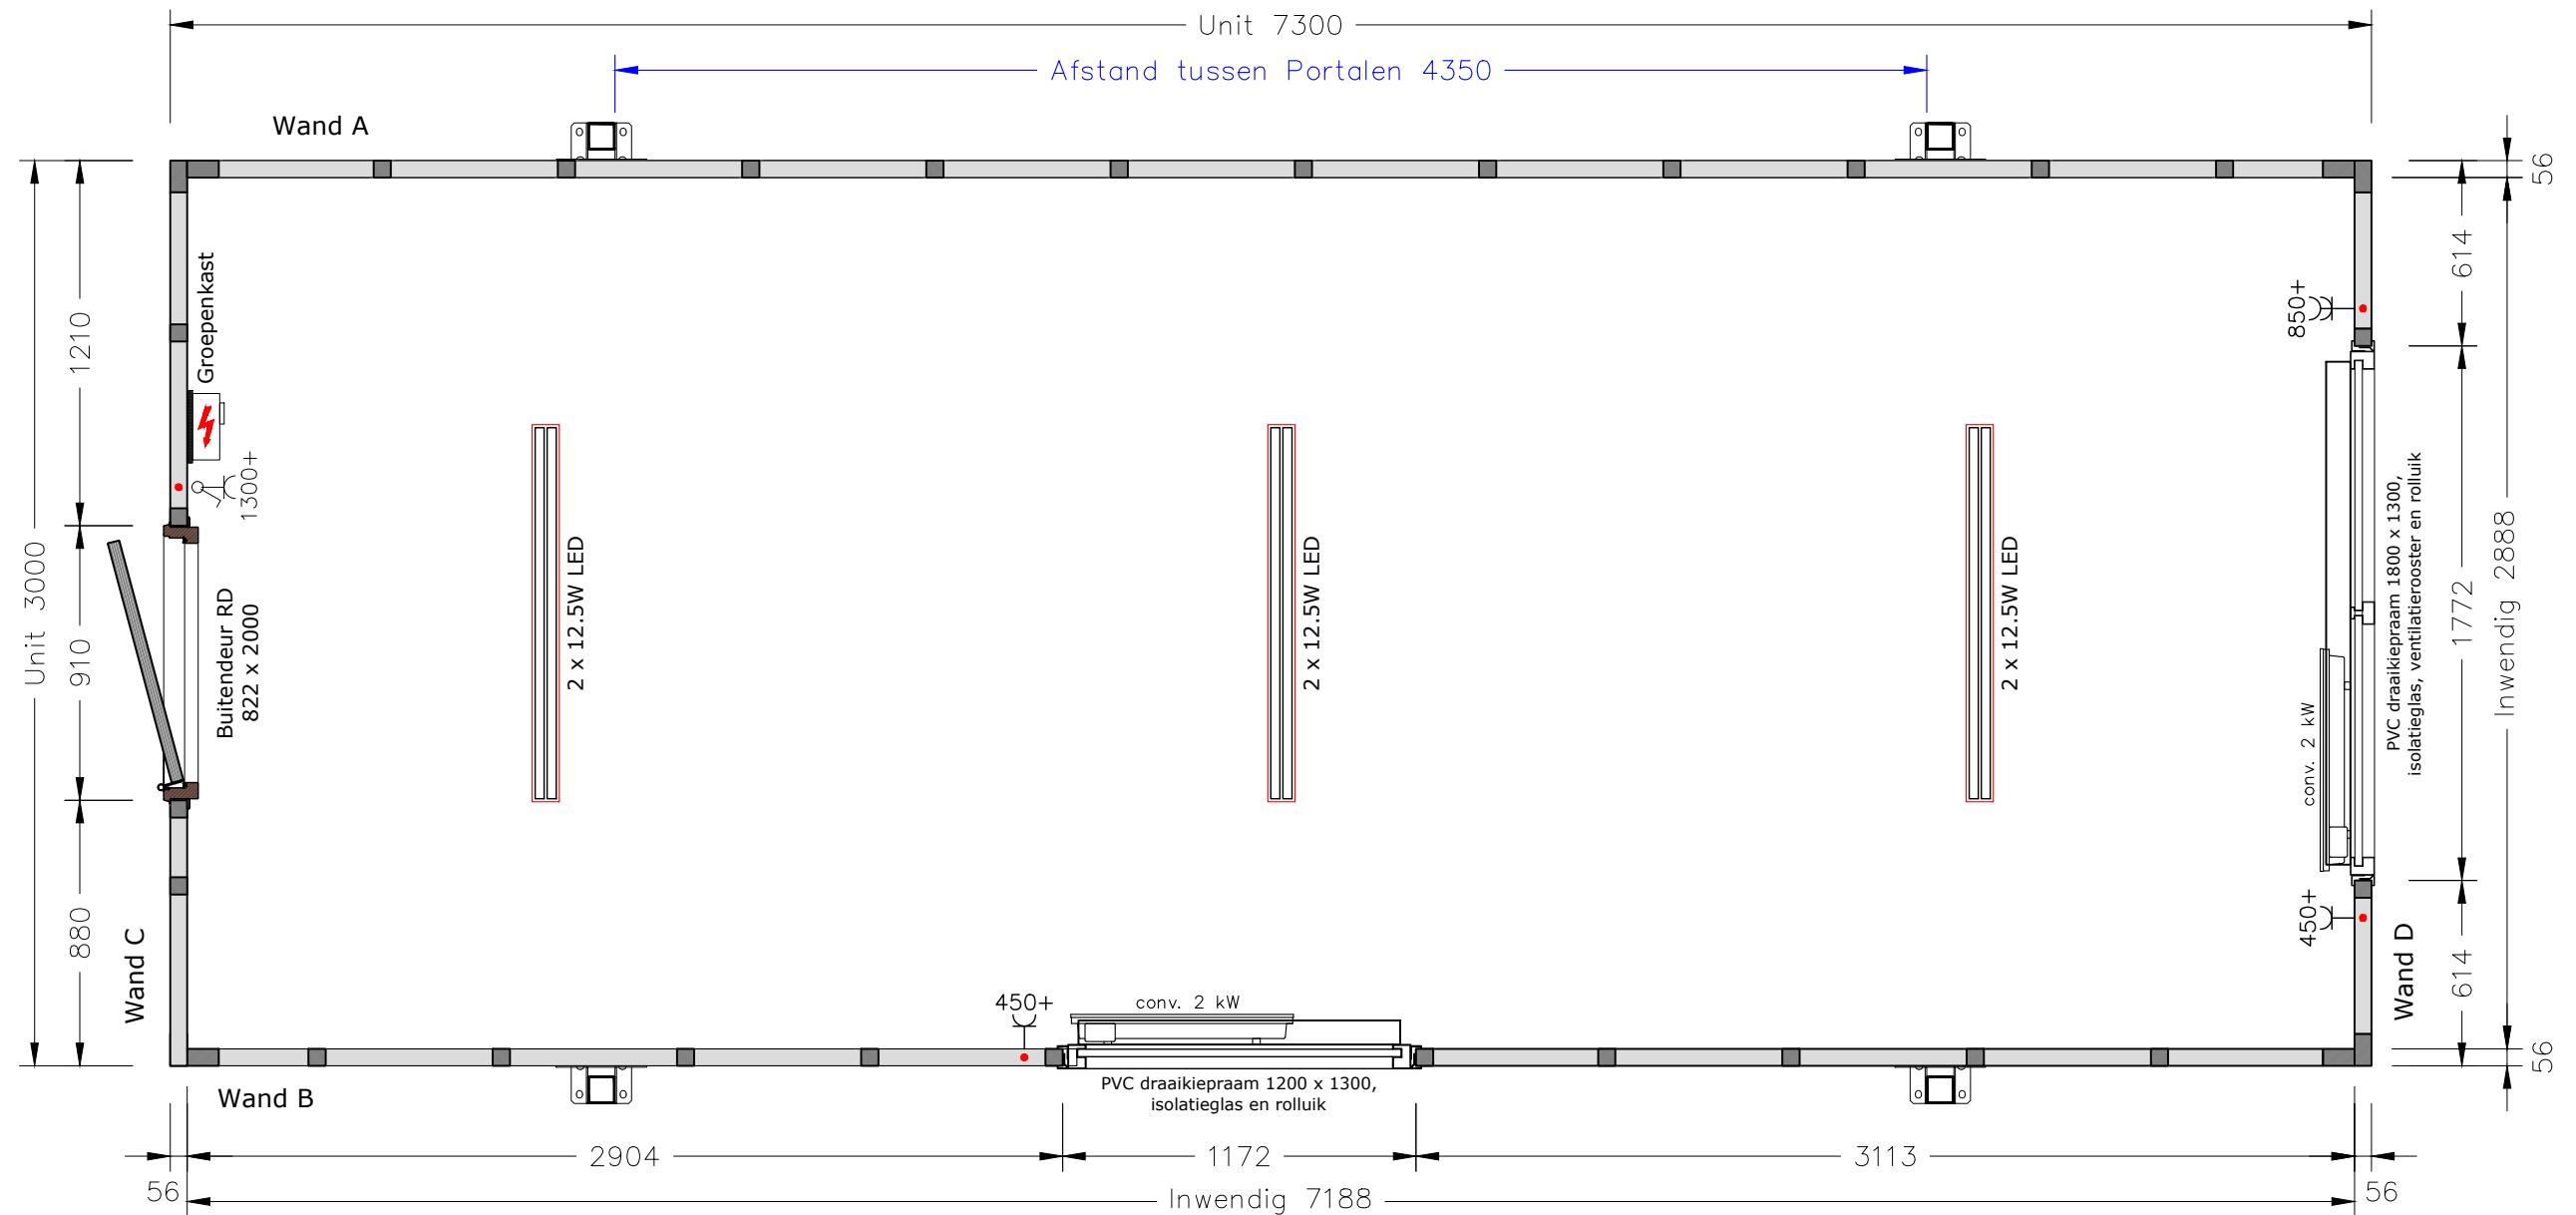 Unit 7300
Afstand tussen Portalen 4350
Wand A
56
614
850+
1210
Groepenkast
1300+
Unit 3000
910
Buitendeur RD
822 x 2000
2 x 12.5W LED
2 x 12.5W LED
2 x 12.5W LED
PVC draaikiepraam 1800 x 1300,
isolatieglas, ventilatierooster en rolluik
1772
Inwendig 2888
conv. 2 kW
880
Wand C
450+
Wand D
614
450+
conv. 2 kW
56
Wand B
PVC draaikiepraam 1200 x 1300,
isolatieglas en rolluik
2904
1172
3113
56
Inwendig 7188
56